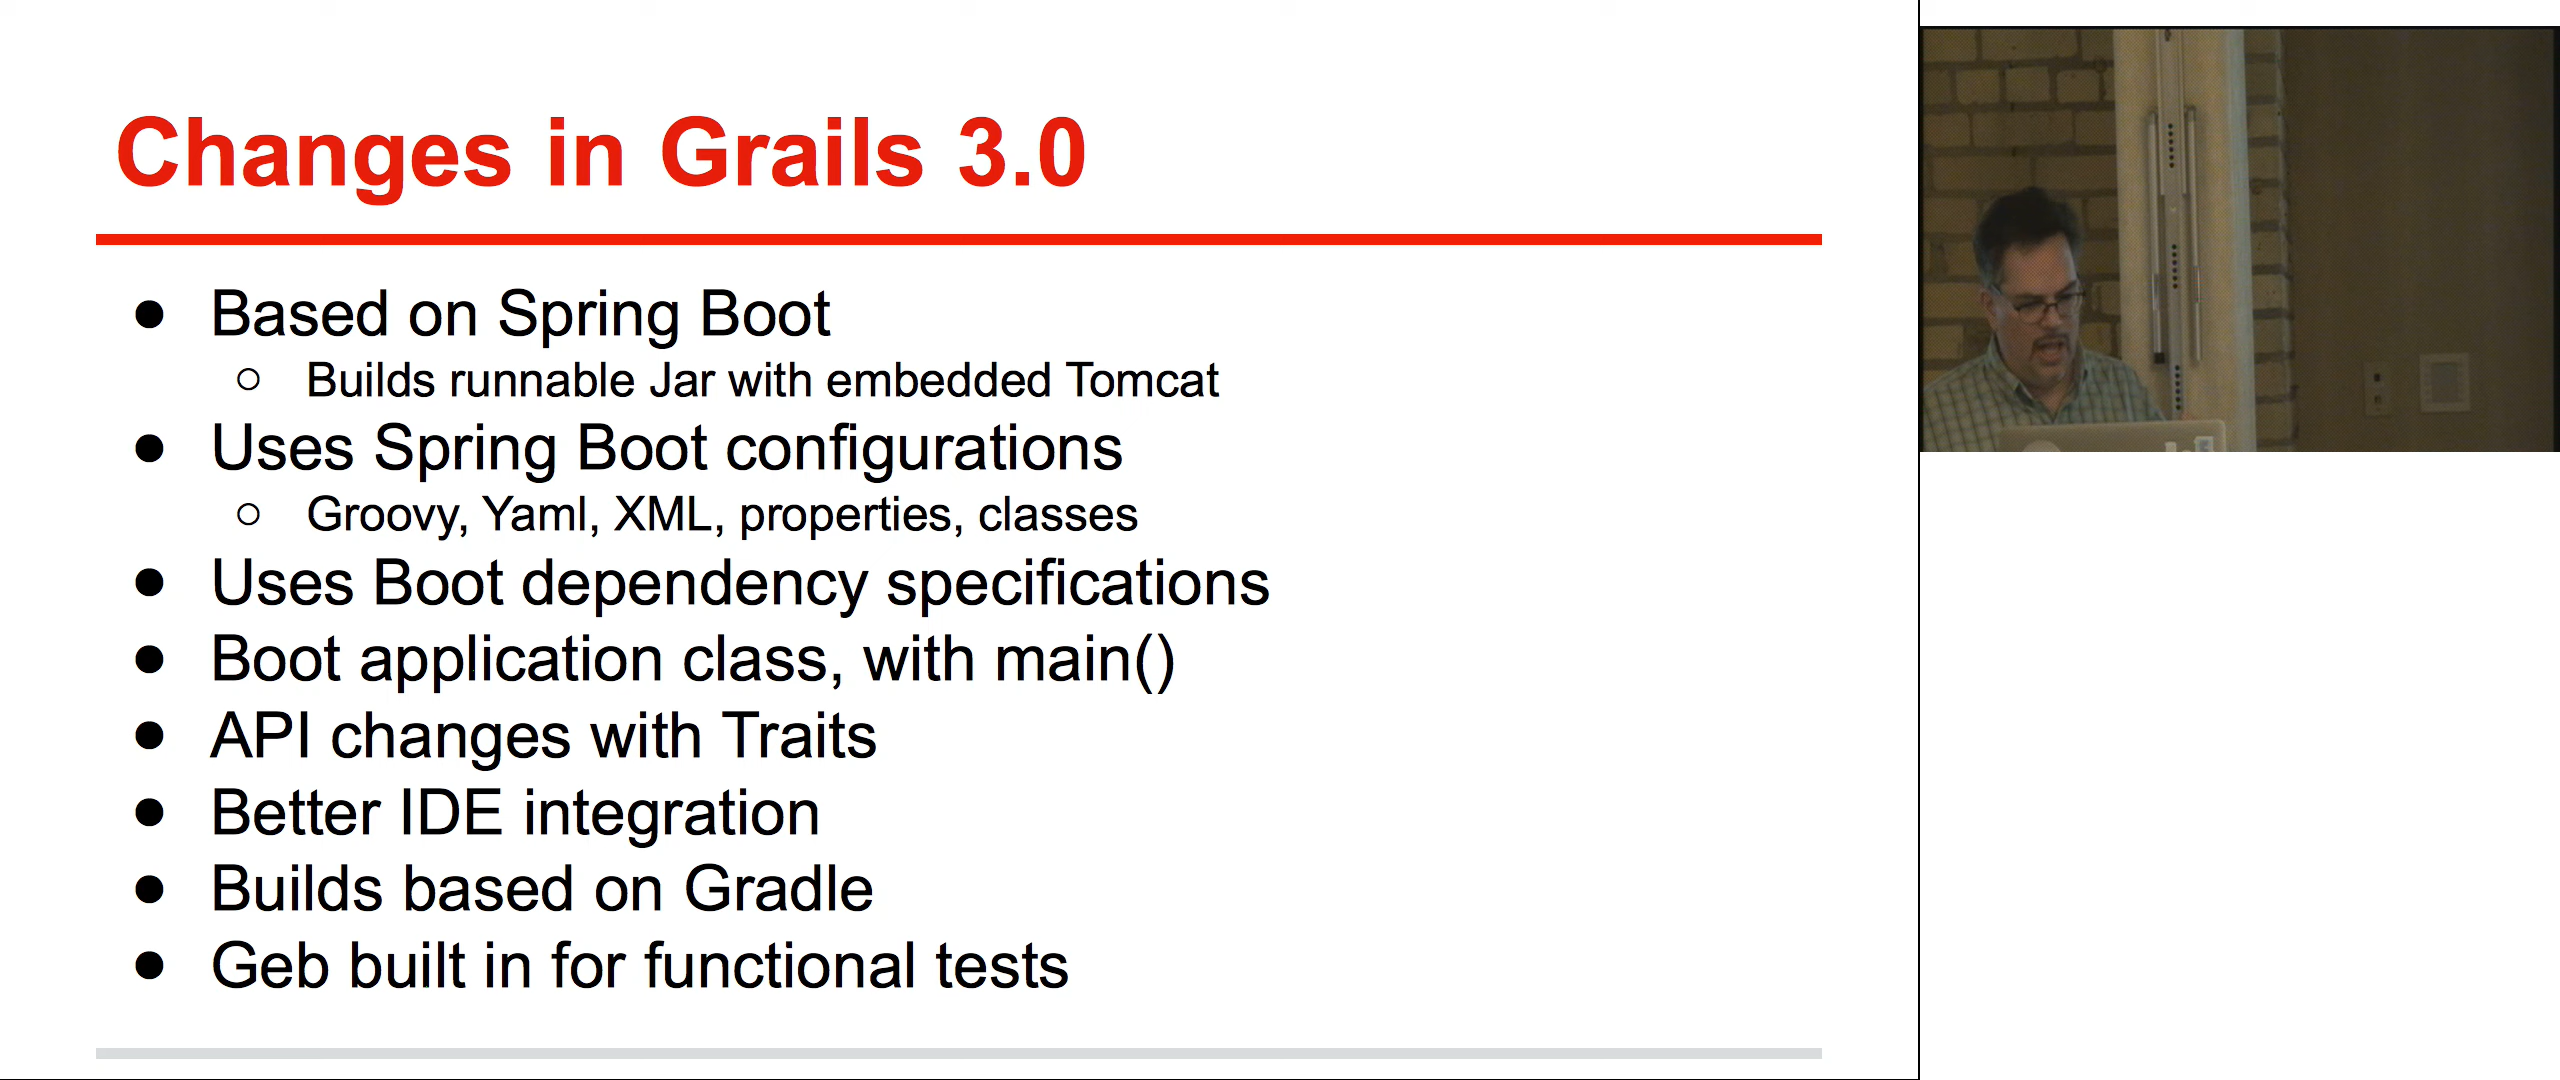 Changes in Grails 3.0
● Based on Spring Boot
○ Builds runnable Jar with embedded Tomcat
● Uses Spring Boot configurations
○ Groovy, Yaml, XML, properties, classes
● Uses Boot dependency specifications
● Boot application class, with main()
● API changes with Traits
● Better IDE integration
● Builds based on Gradle
● Geb built in for functional tests